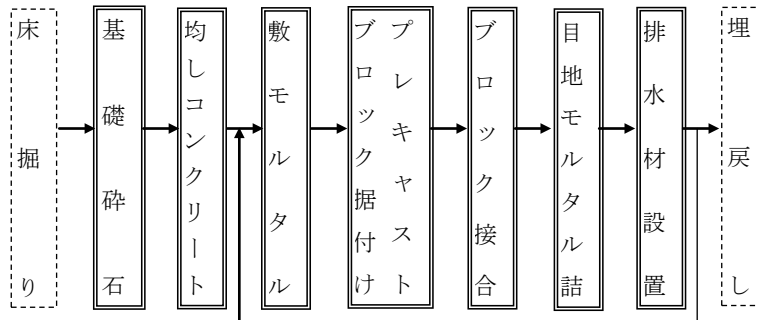 床掘り
基礎砕石
均しコンクリート
敷モルタル
プレキャスト
ブロック据付け
ブロック接合
目地モルタル詰
排水材設置
埋戻し